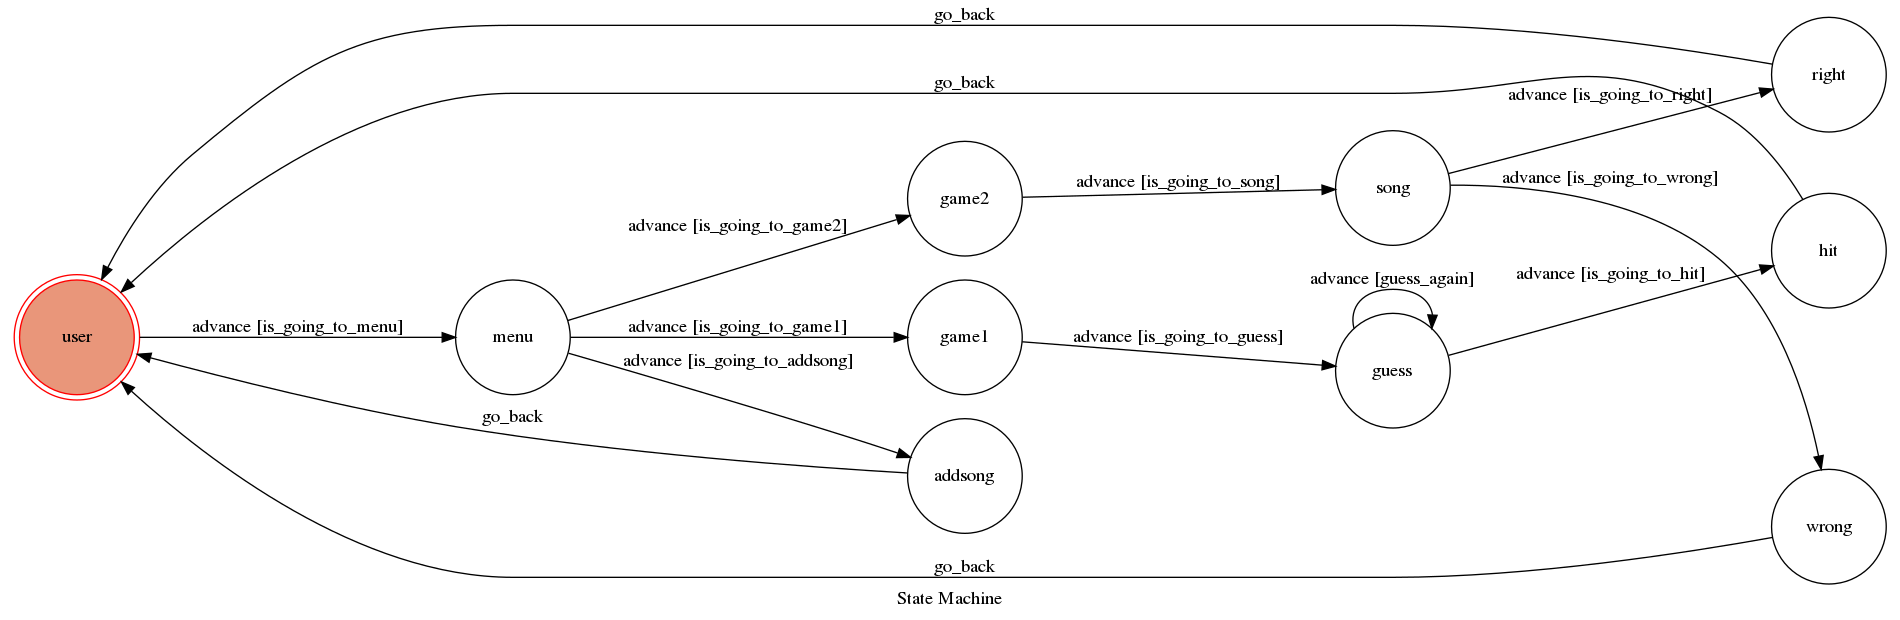 go_back
go_back
right
advance [is_going_to_right]
advance [is_going_to_song]
song
advance [is_going_to_wrong]
game2
advance [is_going_to_game2]
hit
advance [guess_again]
advance [is_going_to_hit]
user
advance [is_going_to_menu]
menu
advance [is_going_to_game1]
game1
advance [is_going_to_guess]
guess
advance [is_going_to_addsong]
go_back
addsong
wrong
go_back
State Machine